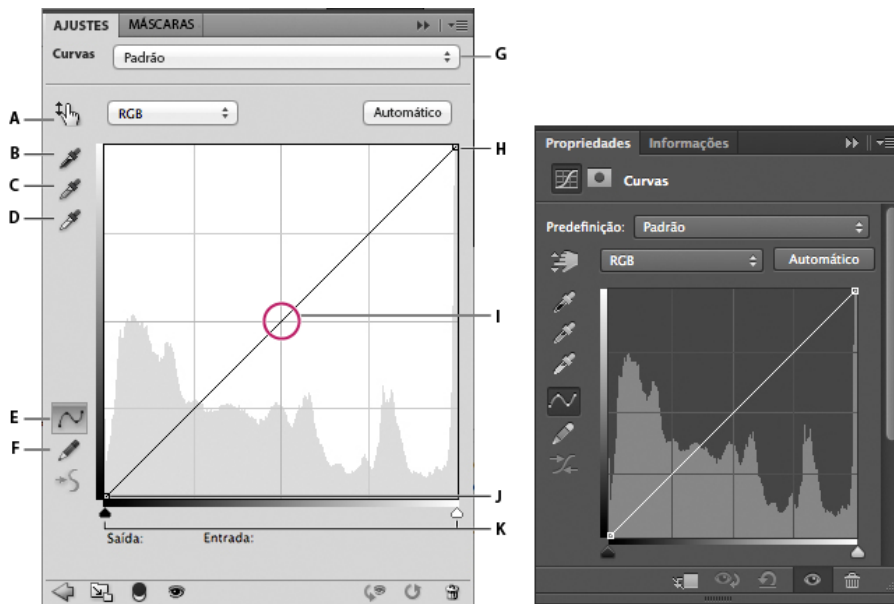 AJUSTES MÁSCARAS
Curvas Padrão G
A RGB Automático
B H
C
D
I
E
F
J
K
Saída: Entrada:
Propriedades Informações
Curvas
Predefinição: Padrão
RGB Automático